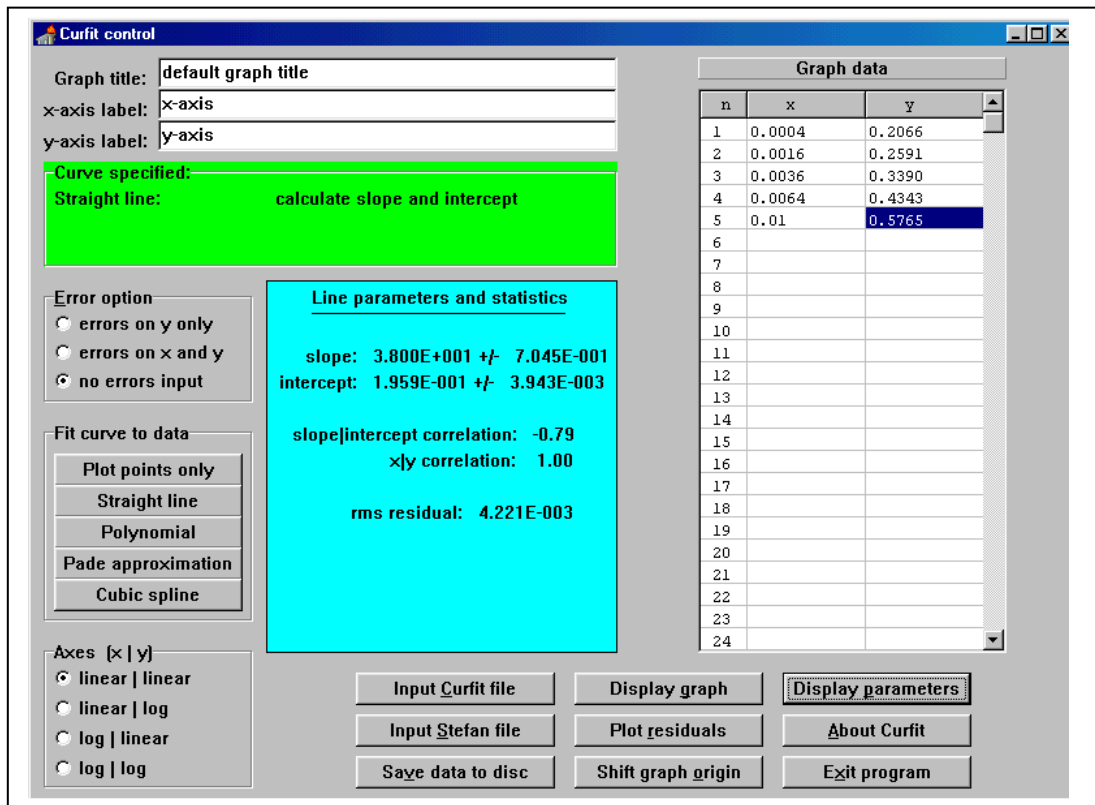 Curfit control
Graph title: default graph title
x-axis label: x-axis
y-axis label: y-axis
Curve specified:
Straight line: calculate slope and intercept
Error option
errors on y only
errors on x and y
no errors input
Fit curve to data
Plot points only
Straight line
Polynomial
Pade approximation
Cubic spline
Axes (x | y)
linear | linear
linear | log
log | linear
log | log
Line parameters and statistics
slope: 3.800E+001 +/- 7.045E-001
intercept: 1.959E-001 +/- 3.943E-003
slope|intercept correlation: -0.79
x|y correlation: 1.00
rms residual: 4.221E-003
Graph data
n x y
1 0.0004 0.2066
2 0.0016 0.2591
3 0.0036 0.3390
4 0.0064 0.4343
5 0.01 0.5765
6
7
8
9
10
11
12
13
14
15
16
17
18
19
20
21
22
23
24
Input Curfit file Display graph Display parameters
Input Stefan file Plot residuals About Curfit
Save data to disc Shift graph origin Exit program